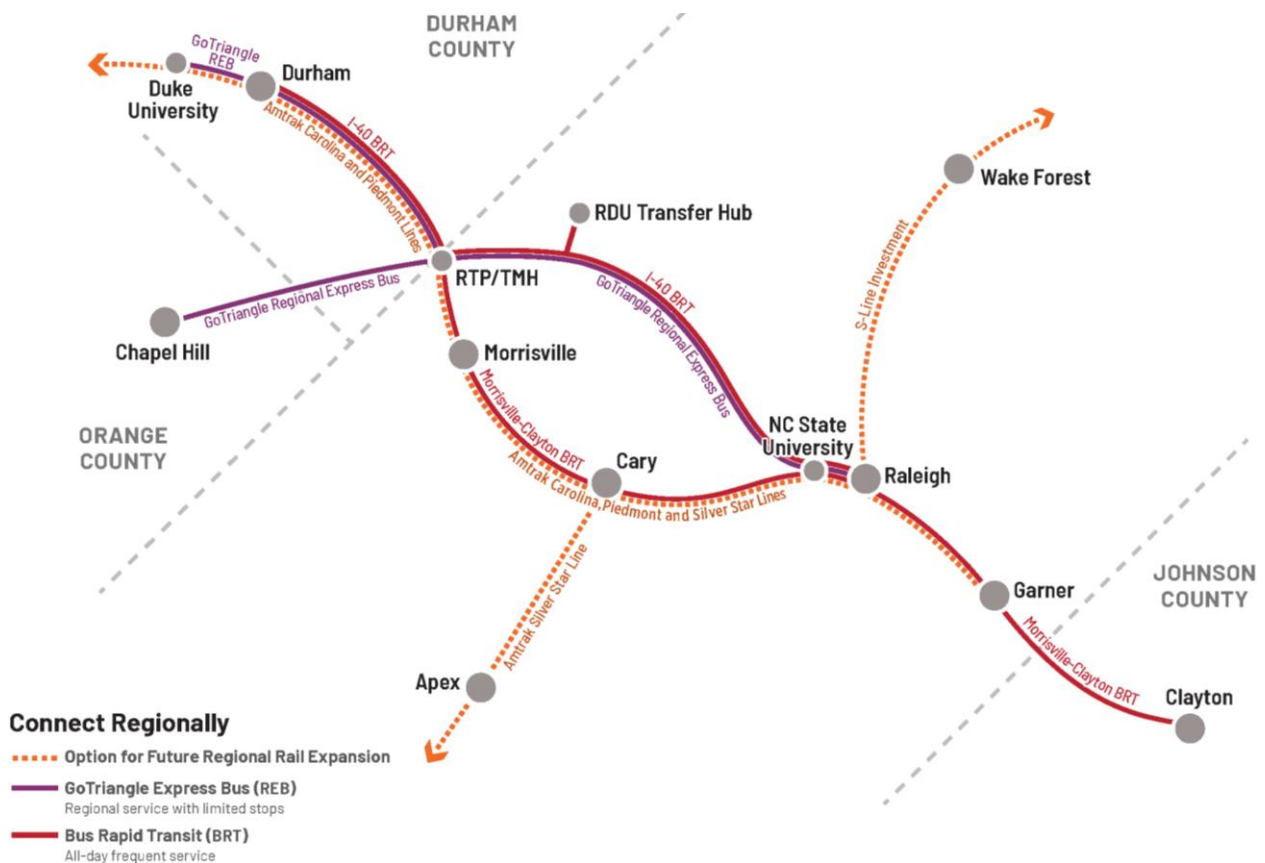 DURHAM
COUNTY
GoTriangle
REB
Durham
Duke
University
I-40 BRT
Amtrak Carolina and Piedmont Lines
Wake Forest
RDU Transfer Hub
RTP/TMH
GoTriangle Regional Express Bus
I-40 BRT
GoTriangle Regional Express Bus
S-Line Investment
Chapel Hill
Morrisville
ORANGE
COUNTY
Morrisville-Clayton BRT
NC State
University
Cary
Raleigh
Amtrak Carolina, Piedmont and Silver Star Lines
Amtrak Silver Star Line
Garner
JOHNSON
COUNTY
Morrisville-Clayton BRT
Apex
Clayton
Connect Regionally
Option for Future Regional Rail Expansion
GoTriangle Express Bus (REB)
Regional service with limited stops
Bus Rapid Transit (BRT)
All-day frequent service